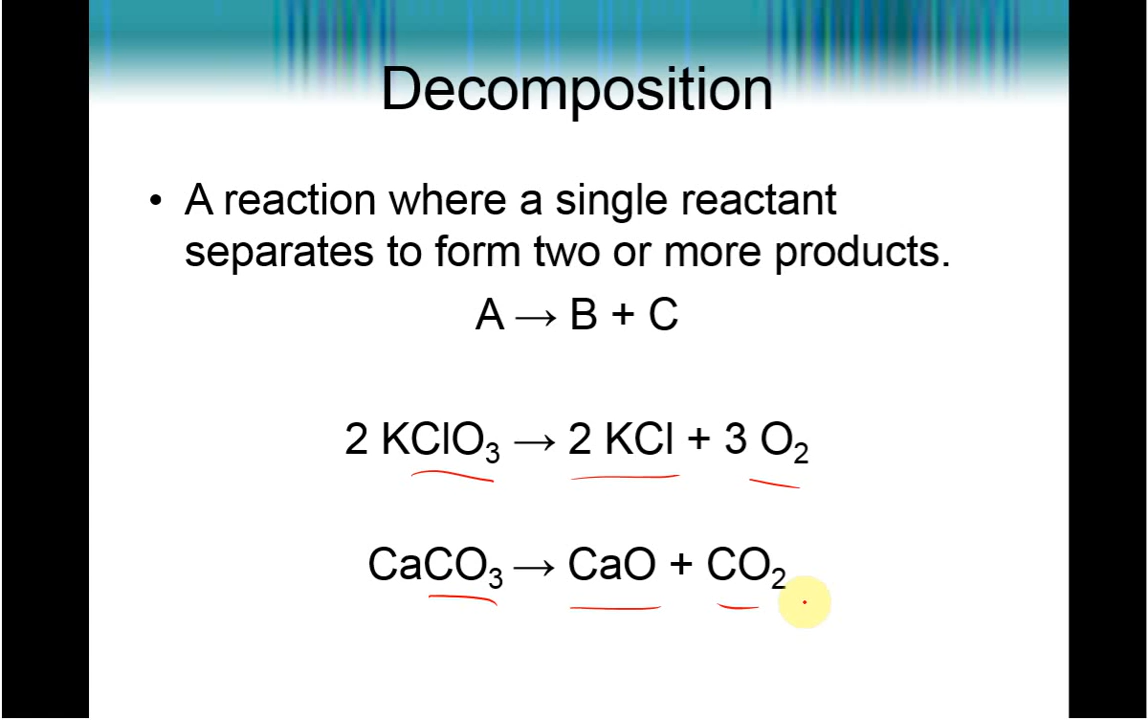 Decomposition
• A reaction where a single reactant
separates to form two or more products.
A → B + C
2 KClO₃ → 2 KCl + 3 O₂
CaCO₃ → CaO + CO₂